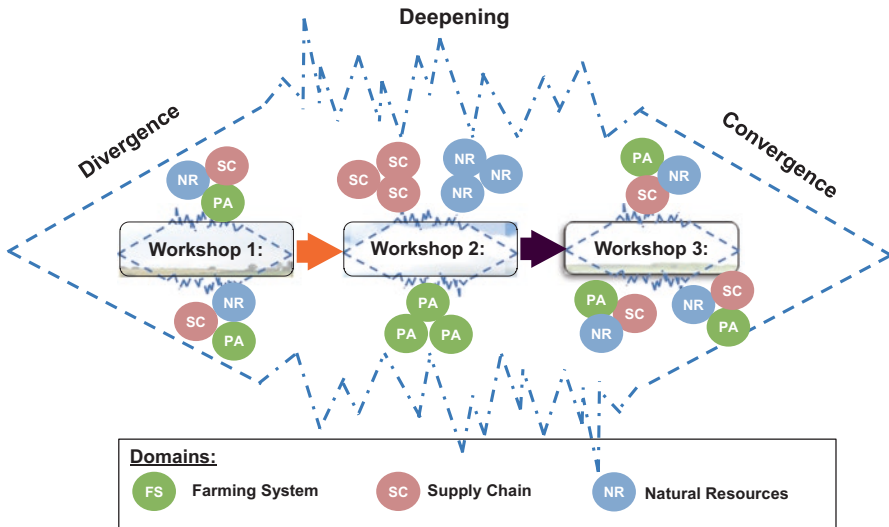 Deepening
Divergence
Convergence
SC
NR
PA
SC
SC
SC
NR
NR
NR
PA
NR
SC
Workshop 1:
Workshop 2:
Workshop 3:
NR
SC
PA
PA
PA
PA
PA
SC
NR
SC
NR
PA
Domains:
FS Farming System
SC Supply Chain
NR Natural Resources